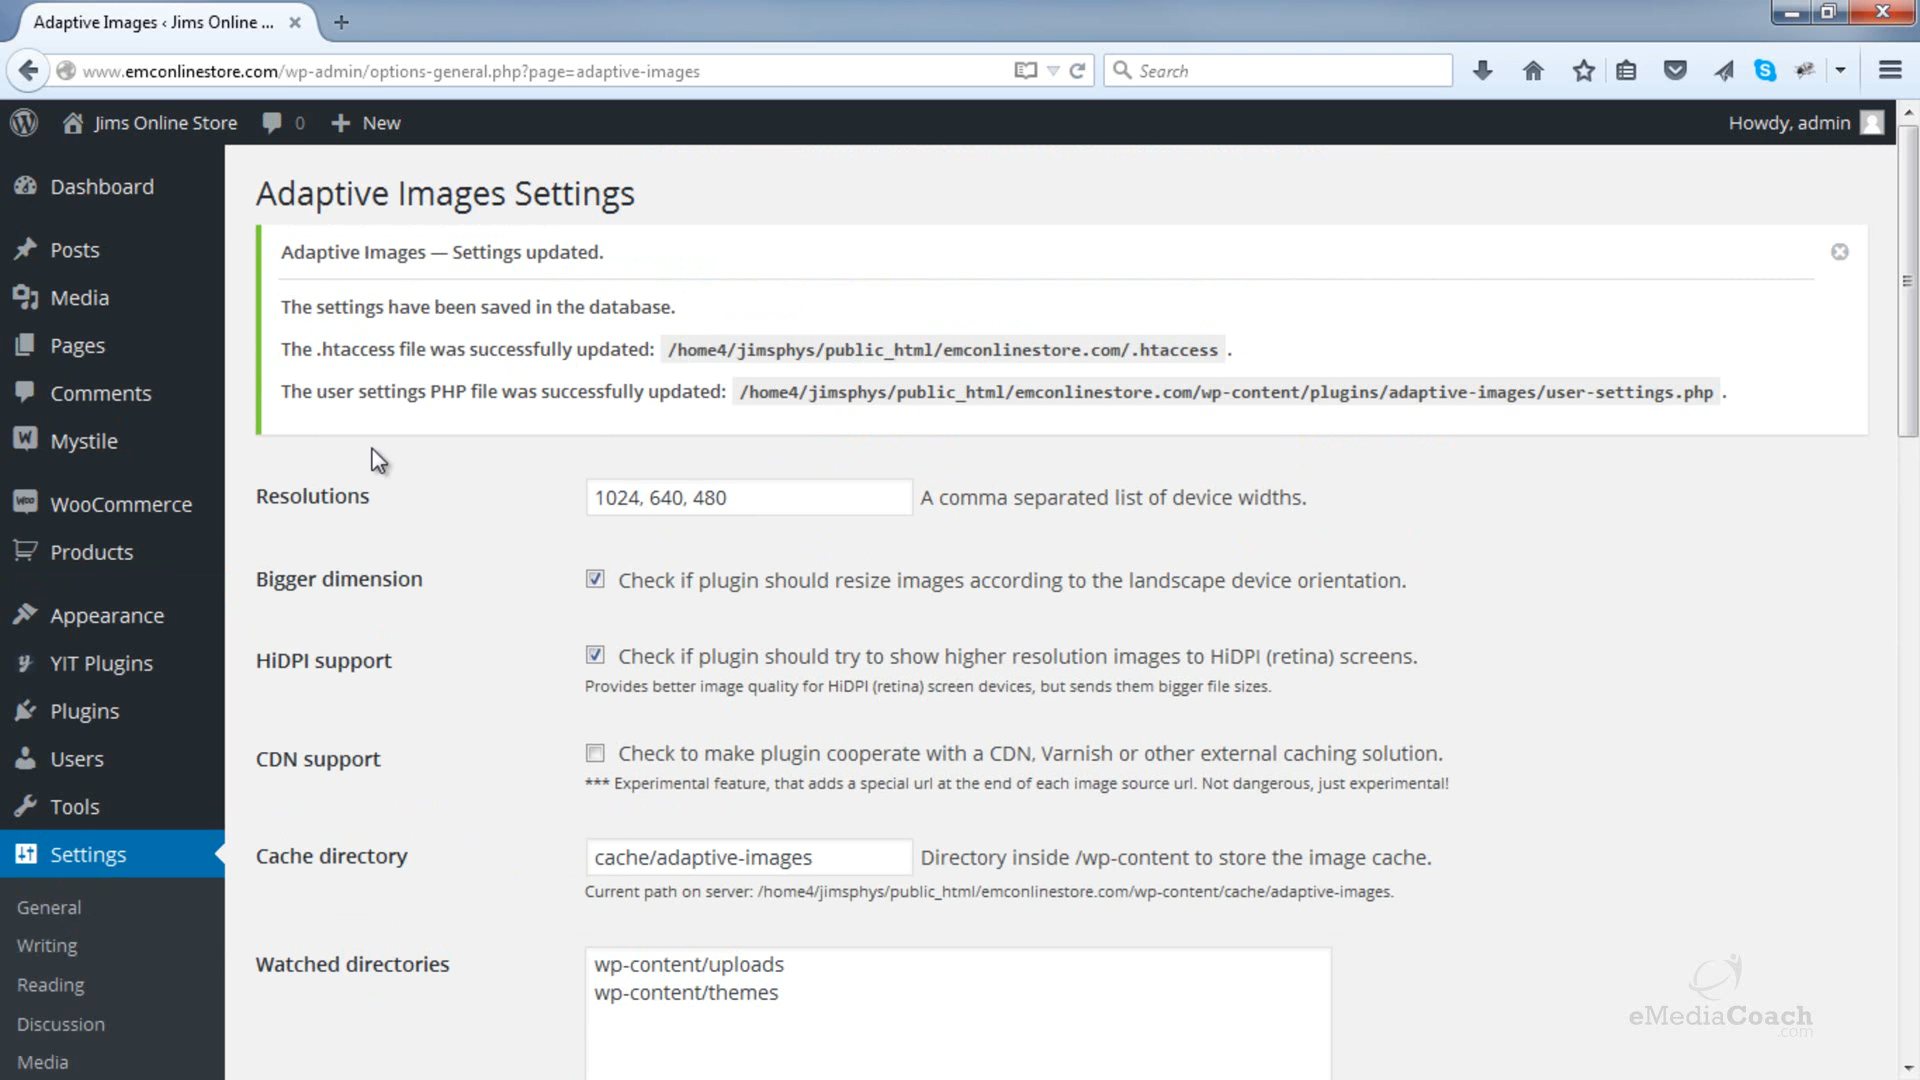 Adaptive Images ‹ Jims Online ...
www.emconlinestore.com/wp-admin/options-general.php?page=adaptive-images
Search
Jims Online Store
0
New
Howdy, admin
Dashboard
Posts
Media
Pages
Comments
Mystile
WooCommerce
Products
Appearance
YIT Plugins
Plugins
Users
Tools
Settings
General
Writing
Reading
Discussion
Media
Adaptive Images Settings
Adaptive Images — Settings updated.
The settings have been saved in the database.
The .htaccess file was successfully updated: /home4/jimsphys/public_html/emconlinestore.com/.htaccess .
The user settings PHP file was successfully updated: /home4/jimsphys/public_html/emconlinestore.com/wp-content/plugins/adaptive-images/user-settings.php .
Resolutions
1024, 640, 480
A comma separated list of device widths.
Bigger dimension
Check if plugin should resize images according to the landscape device orientation.
HiDPI support
Check if plugin should try to show higher resolution images to HiDPI (retina) screens.
Provides better image quality for HiDPI (retina) screen devices, but sends them bigger file sizes.
CDN support
Check to make plugin cooperate with a CDN, Varnish or other external caching solution.
*** Experimental feature, that adds a special url at the end of each image source url. Not dangerous, just experimental!
Cache directory
cache/adaptive-images
Directory inside /wp-content to store the image cache.
Current path on server: /home4/jimsphys/public_html/emconlinestore.com/wp-content/cache/adaptive-images.
Watched directories
wp-content/uploads
wp-content/themes
eMediaCoach
.com